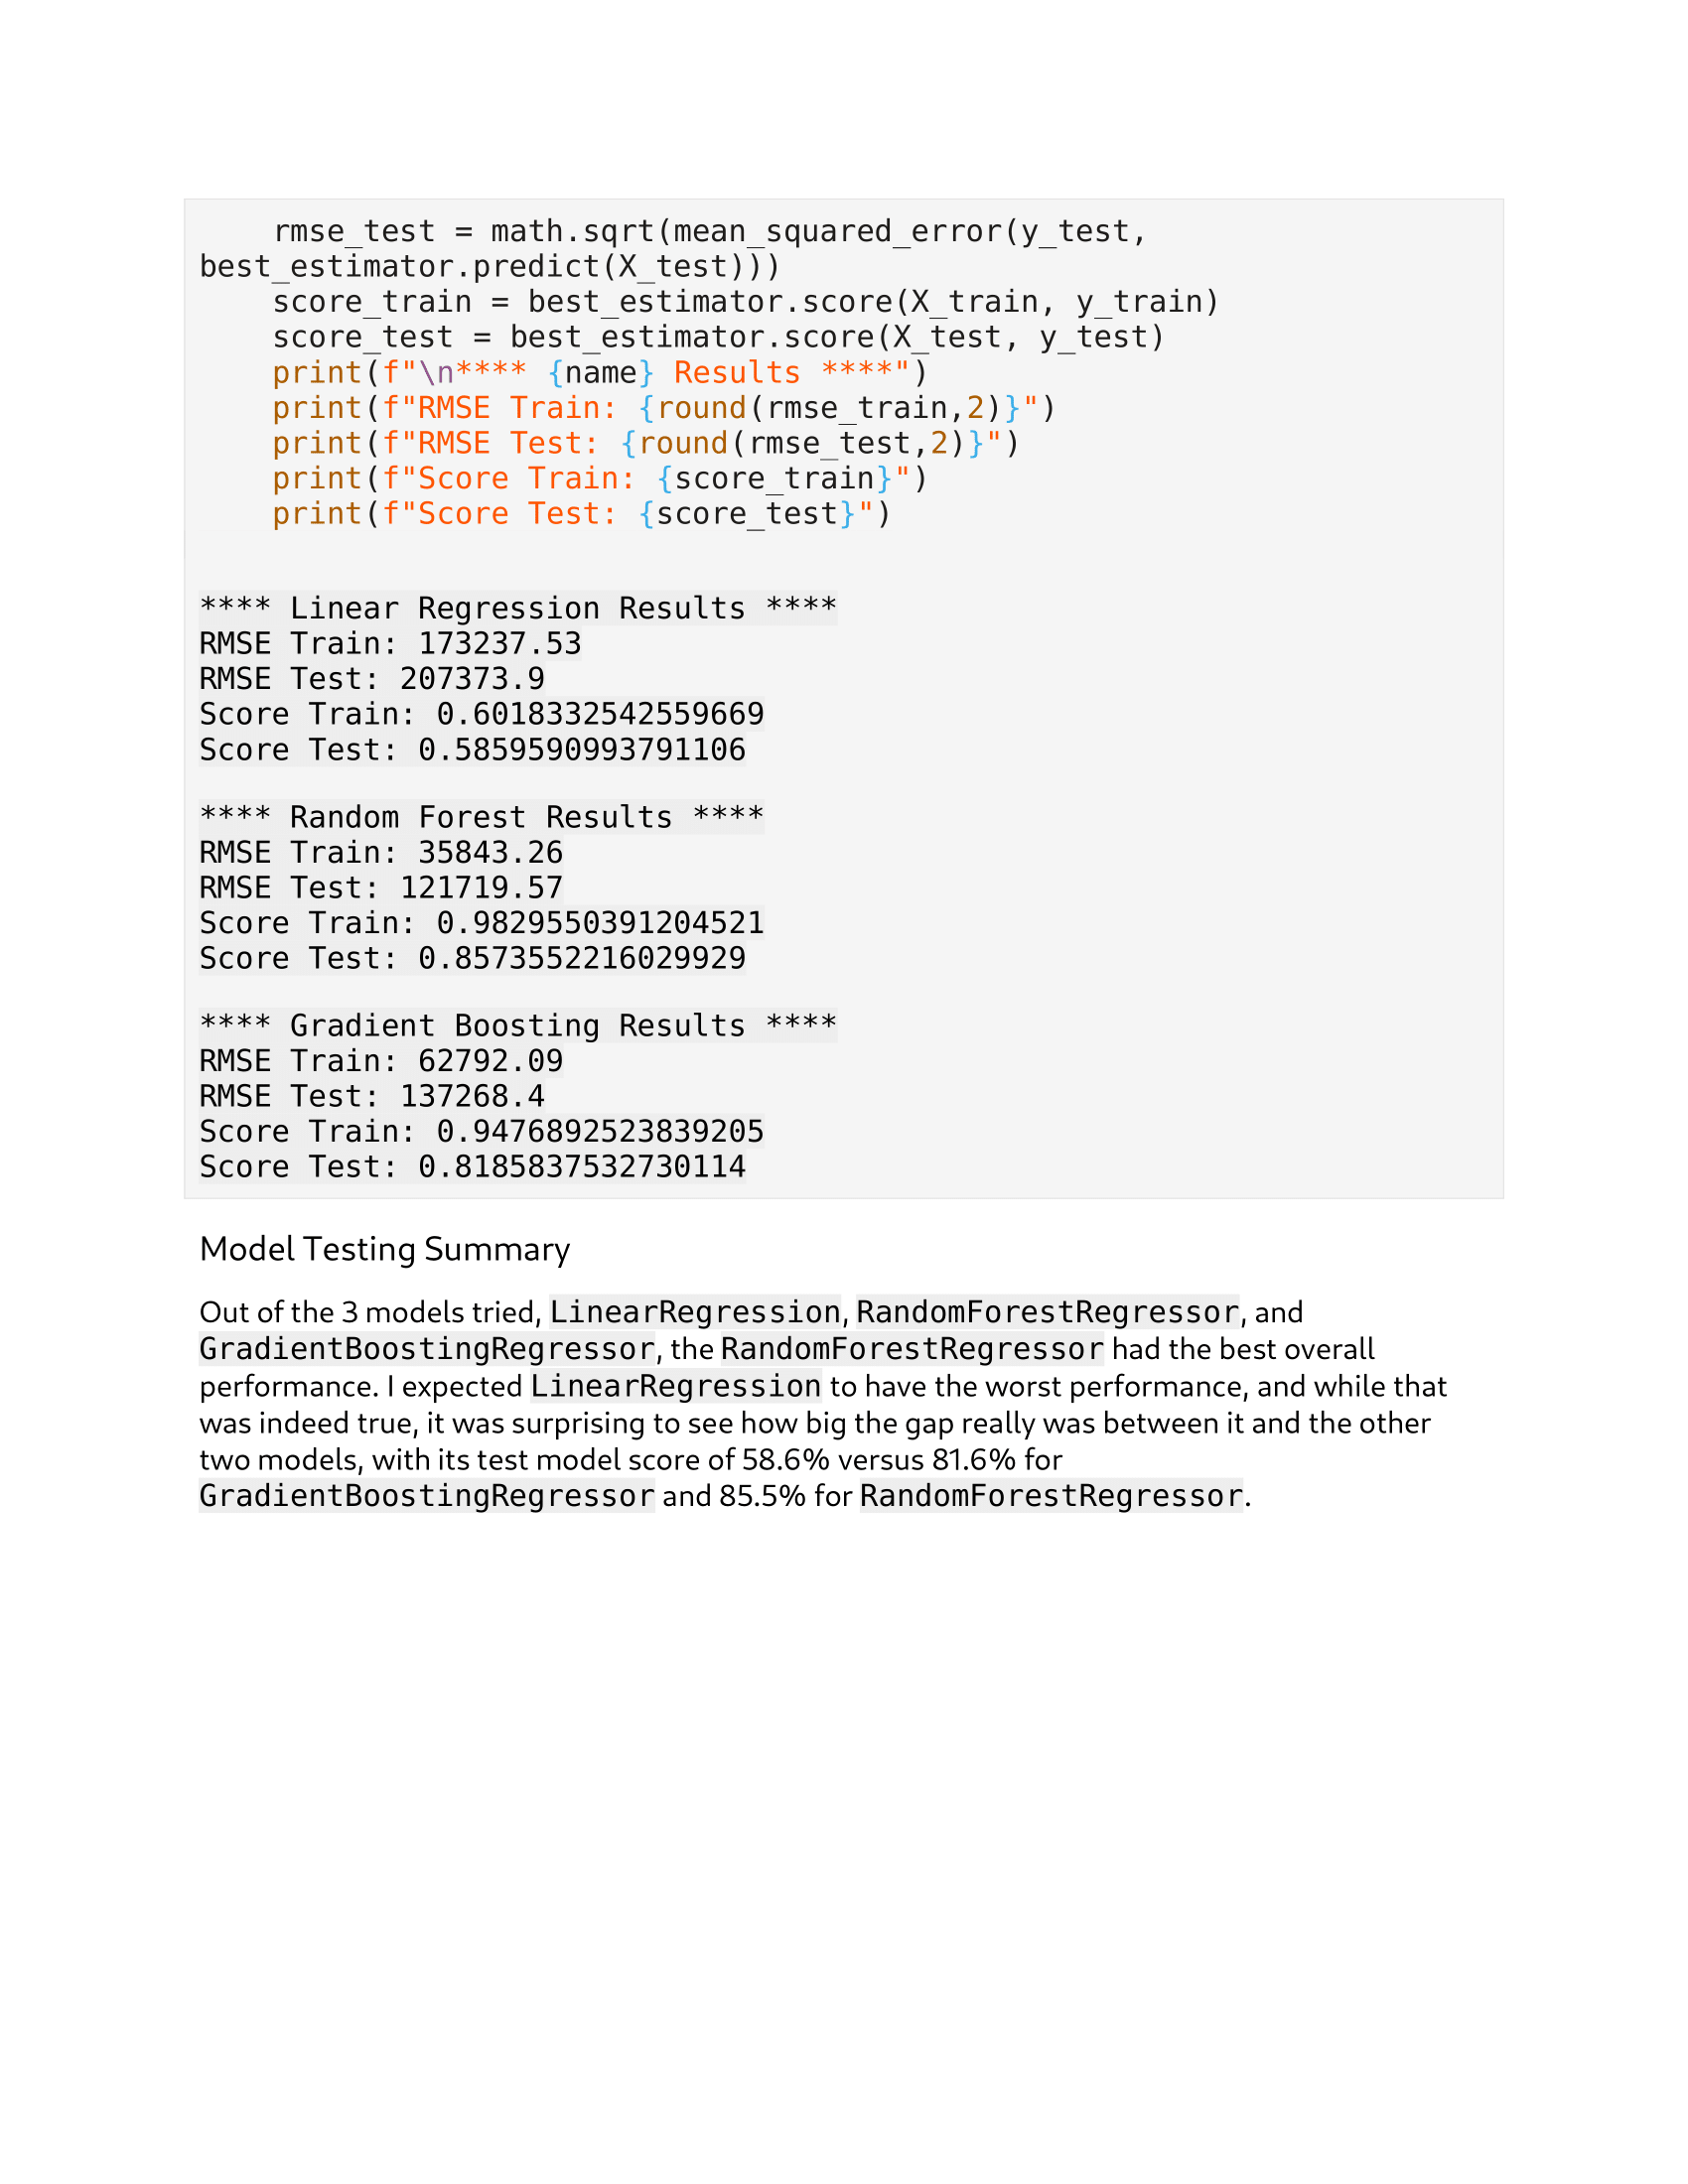 rmse_test = math.sqrt(mean_squared_error(y_test,
best_estimator.predict(X_test)))
    score_train = best_estimator.score(X_train, y_train)
    score_test = best_estimator.score(X_test, y_test)
    print(f"\n**** {name} Results ****")
    print(f"RMSE Train: {round(rmse_train,2)}")
    print(f"RMSE Test: {round(rmse_test,2)}")
    print(f"Score Train: {score_train}")
    print(f"Score Test: {score_test}")
**** Linear Regression Results ****
RMSE Train: 173237.53
RMSE Test: 207373.9
Score Train: 0.6018332542559669
Score Test: 0.5859590993791106
**** Random Forest Results ****
RMSE Train: 35843.26
RMSE Test: 121719.57
Score Train: 0.9829550391204521
Score Test: 0.8573552216029929
**** Gradient Boosting Results ****
RMSE Train: 62792.09
RMSE Test: 137268.4
Score Train: 0.9476892523839205
Score Test: 0.8185837532730114
Model Testing Summary
Out of the 3 models tried, LinearRegression, RandomForestRegressor, and
GradientBoostingRegressor, the RandomForestRegressor had the best overall
performance. I expected LinearRegression to have the worst performance, and while that
was indeed true, it was surprising to see how big the gap really was between it and the other
two models, with its test model score of 58.6% versus 81.6% for
GradientBoostingRegressor and 85.5% for RandomForestRegressor.